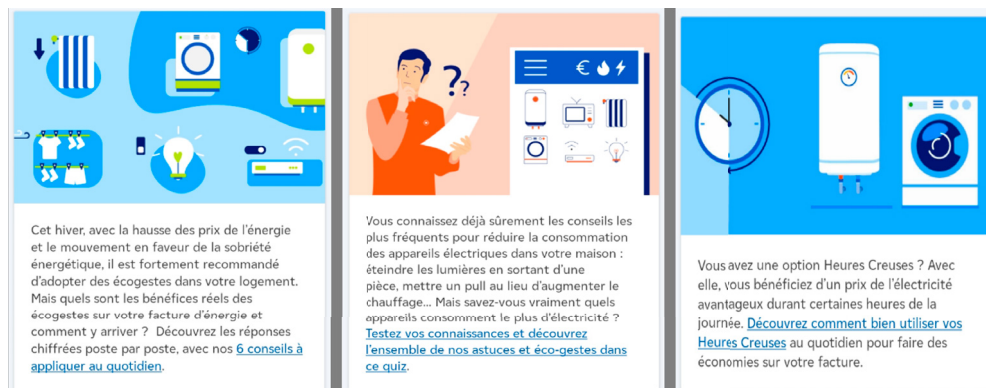 Cet hiver, avec la hausse des prix de l'énergie
et le mouvement en faveur de la sobriété
énergétique, il est fortement recommandé
d'adopter des écogestes dans votre logement.
Mais quels sont les bénéfices réels des
écogestes sur votre facture d'énergie et
comment y arriver ? Découvrez les réponses
chiffrées poste par poste, avec nos 6 conseils à
appliquer au quotidien.
??
€
Vous connaissez déjà sûrement les conseils les
plus fréquents pour réduire la consommation
des appareils électriques dans votre maison :
éteindre les lumières en sortant d'une
pièce, mettre un pull au lieu d'augmenter le
chauffage... Mais savez-vous vraiment quels
appareils consomment le plus d'électricité ?
Testez vos connaissances et découvrez
l'ensemble de nos astuces et éco-gestes dans
ce quiz.
Vous avez une option Heures Creuses ? Avec
elle, vous bénéficiez d'un prix de l'électricité
avantageux durant certaines heures de la
journée. Découvrez comment bien utiliser vos
Heures Creuses au quotidien pour faire des
économies sur votre facture.